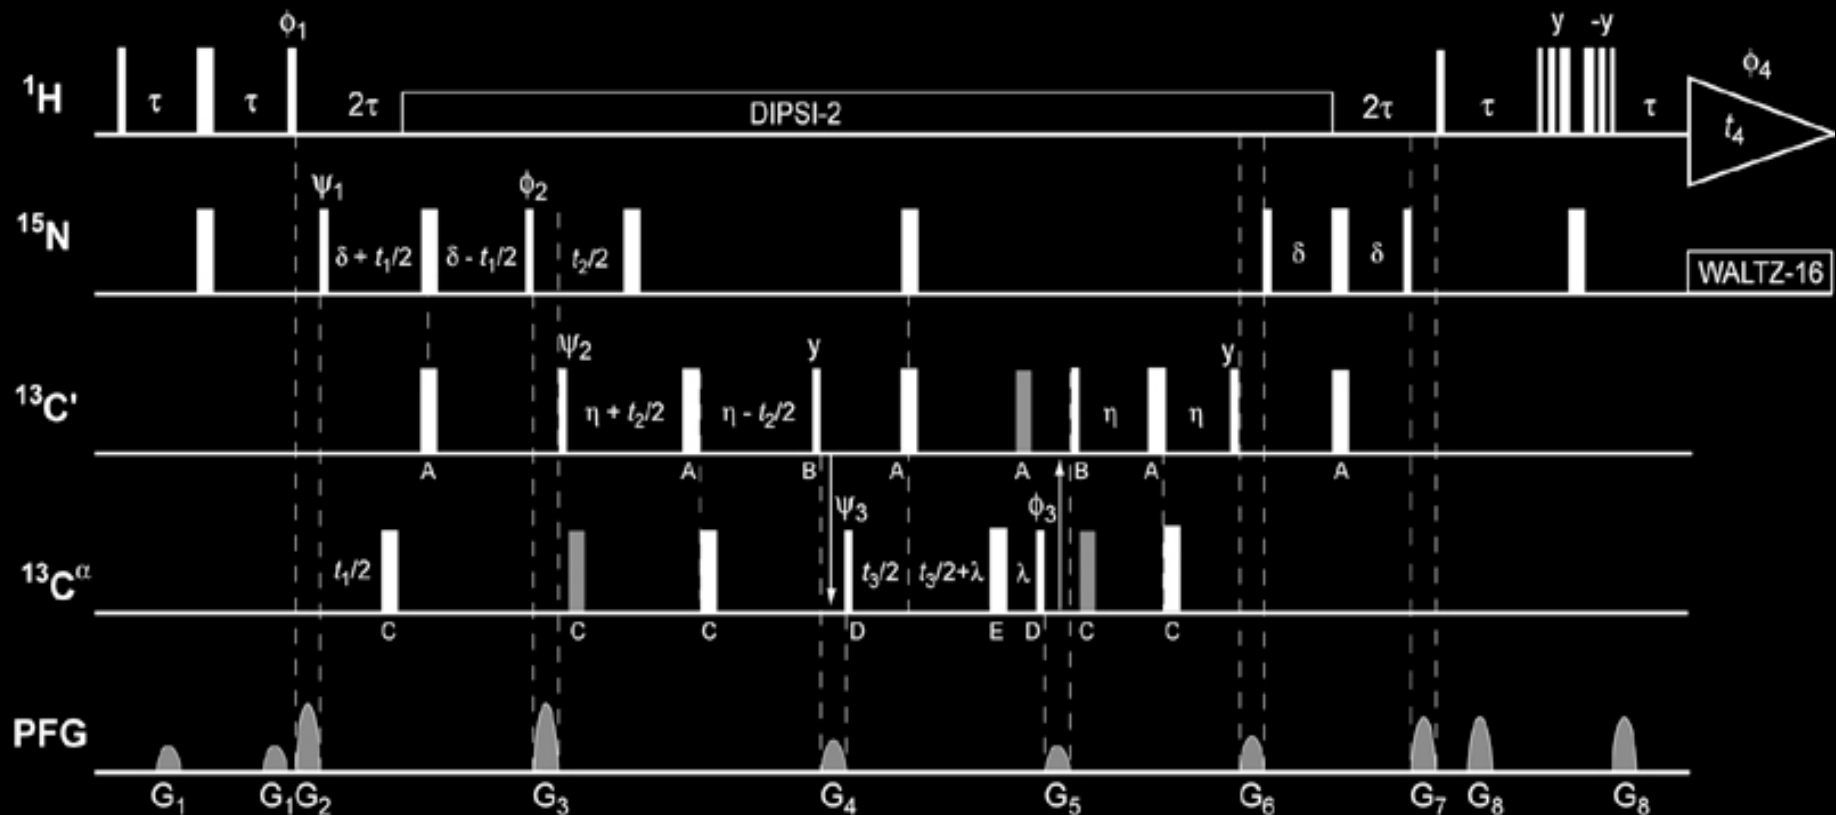 ϕ1 y -y
1H τ τ 2τ DIPSI-2 2τ τ τ ϕ4 t4
ψ1 ϕ2
15N δ + t1/2 δ - t1/2 t2/2 δ δ WALTZ-16
ψ2 y y
13C' η + t2/2 η - t2/2 η η
A A B A A B A A
ψ3 ϕ3
13Cα t1/2 t3/2 t3/2+λ λ
C C C D E D C C
PFG
G1 G1 G2 G3 G4 G5 G6 G7 G8 G8